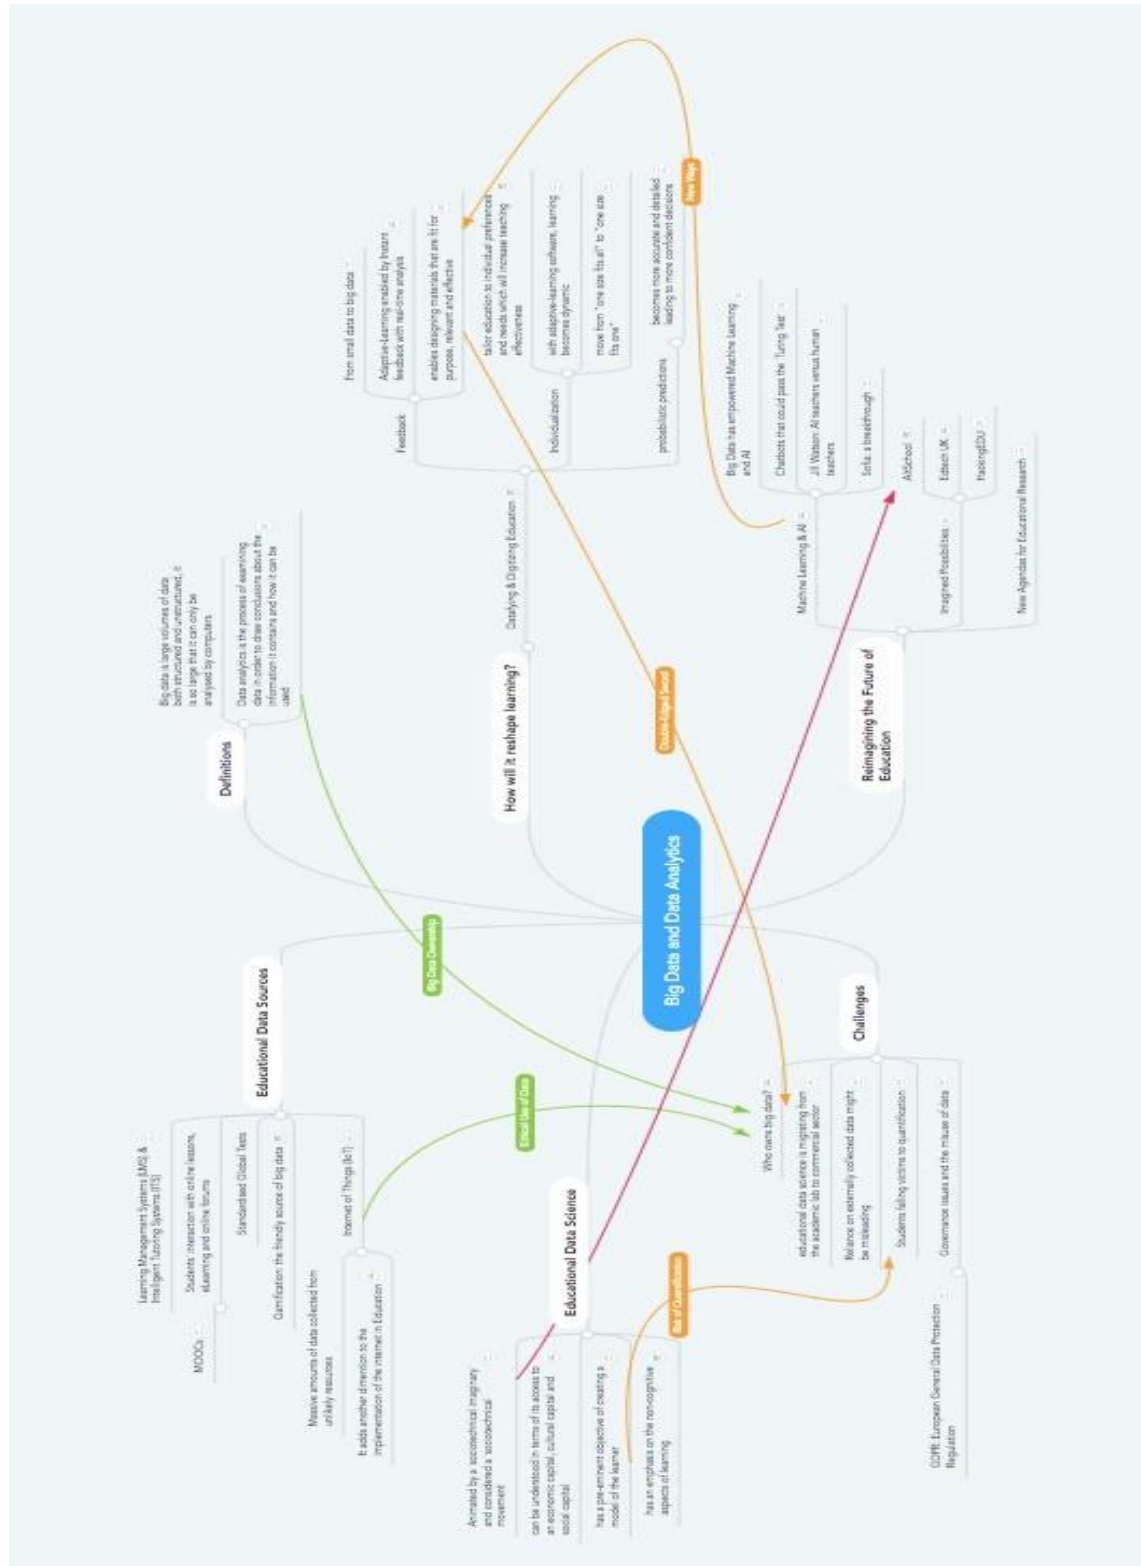 Big Data and Data Analytics
Definitions
Big data is large volumes of data
both structured and unstructured, it
is so large that it can only be
analysed by computers
Data analytics is the process of examining
data in order to draw conclusions about the
information it contains and how it can be
used
How will it reshape learning?
Datafying & Digitizing Education
Feedback
From small data to big data
Adaptive-Learning enabled by Instant
feedback with real-time analysis
enables designing materials that are fit for
purpose, relevant and effective
Individualization
tailor education to individual preferences
and needs which will increase teaching
effectiveness
with adaptive-learning software, learning
becomes dynamic
move from "one size fits all" to "one size
fits one"
probabilistic predictions
becomes more accurate and detailed
leading to more confident decisions
Reimagining the Future of
Education
Machine Learning & AI
Big Data has empowered Machine Learning
and AI
Chatbots that could pass the Turing Test
Jill Watson: AI teachers versus human
teachers
Sofia: a breakthrough
Imagined Possibilities
AltSchool
Edtech UK
HackingEDU
New Agendas for Educational Research
Educational Data Sources
Learning Management Systems (LMS) &
Intelligent Tutoring Systems (ITS)
Students' interaction with online lessons,
eLearning and online forums
MOOCs
Standardised Global Tests
Gamification: the friendly source of big data
Internet of Things (IoT)
Massive amounts of data collected from
unlikely resources
It adds another dimension to the
implementation of the internet in Education
Educational Data Science
Animated by a sociotechnical imaginary
and considered a sociotechnical
movement
can be understood in terms of its access to
an economic capital, cultural capital and
social capital
has a pre-eminent objective of creating a
model of the learner
has an emphasis on the non-cognitive
aspects of learning
Challenges
Who owns big data?
educational data science is migrating from
the academic lab to commercial sector
Reliance on externally collected data might
be misleading
Students falling victims to quantification
Governance issues and the misuse of data
GDPR: European General Data Protection
Regulation
Big Data Ownership
Ethical Use of Data
Double-Edged Sword
New Ways
Risk of Quantification